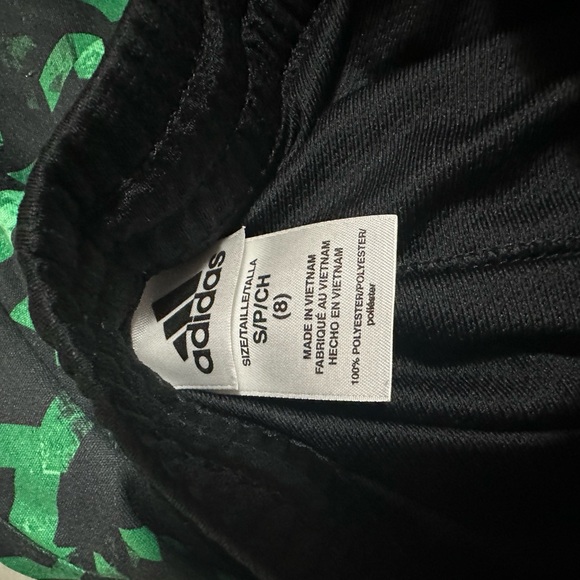 adidas
SIZE/TAILLE/TALLA
S/P/CH
(8)
MADE IN VIETNAM
FABRIQUÉ AU VIETNAM
HECHO EN VIETNAM
100% POLYESTER/POLYESTER/
poliéster